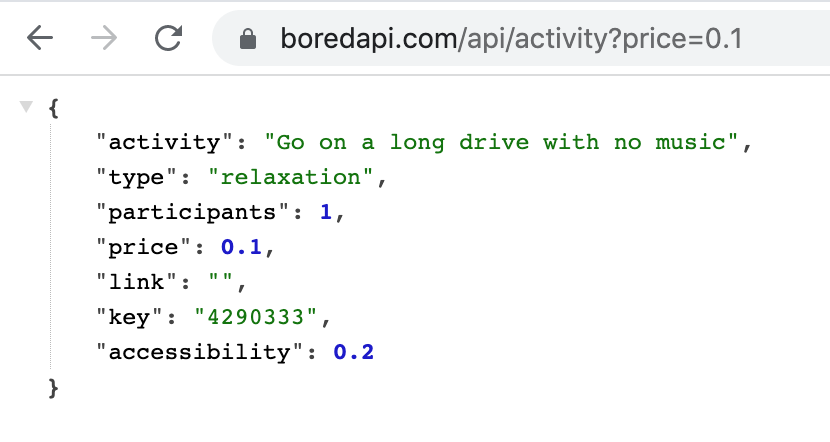 boredapi.com/api/activity?price=0.1
{
"activity": "Go on a long drive with no music",
"type": "relaxation",
"participants": 1,
"price": 0.1,
"link": "",
"key": "4290333",
"accessibility": 0.2
}